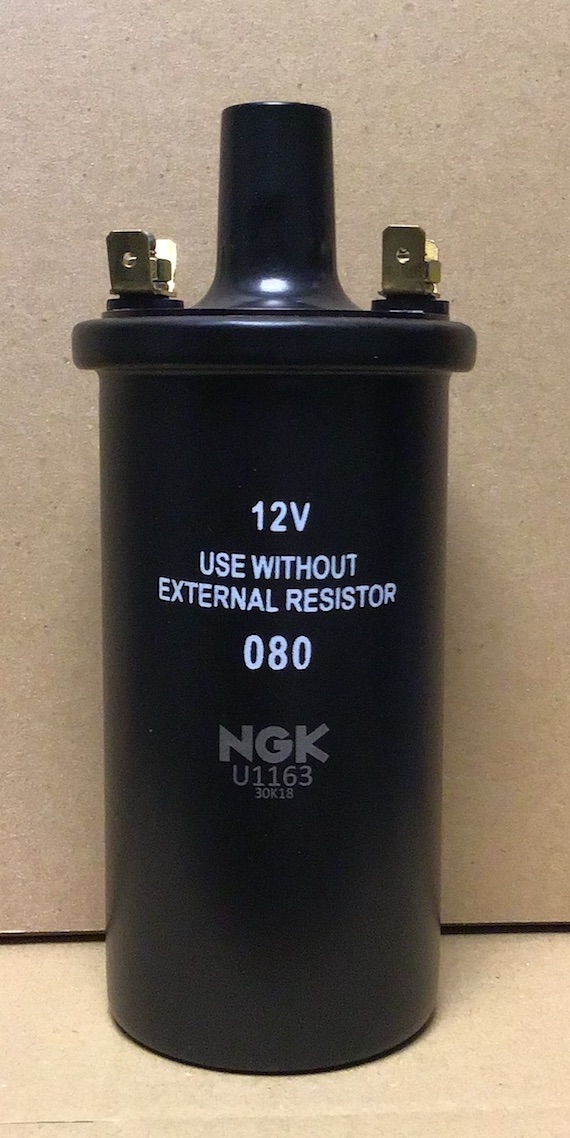 12V
USE WITHOUT
EXTERNAL RESISTOR
080
NGK
U1163
30K18